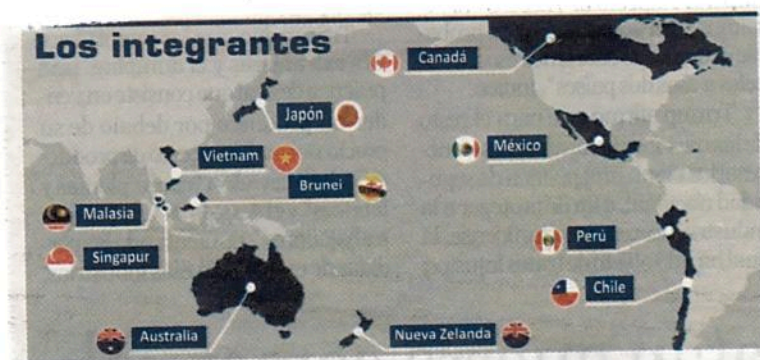 Los integrantes
Canadá
Japón
Vietnam
México
Brunei
Malasia
Perú
Singapur
Chile
Australia
Nueva Zelanda